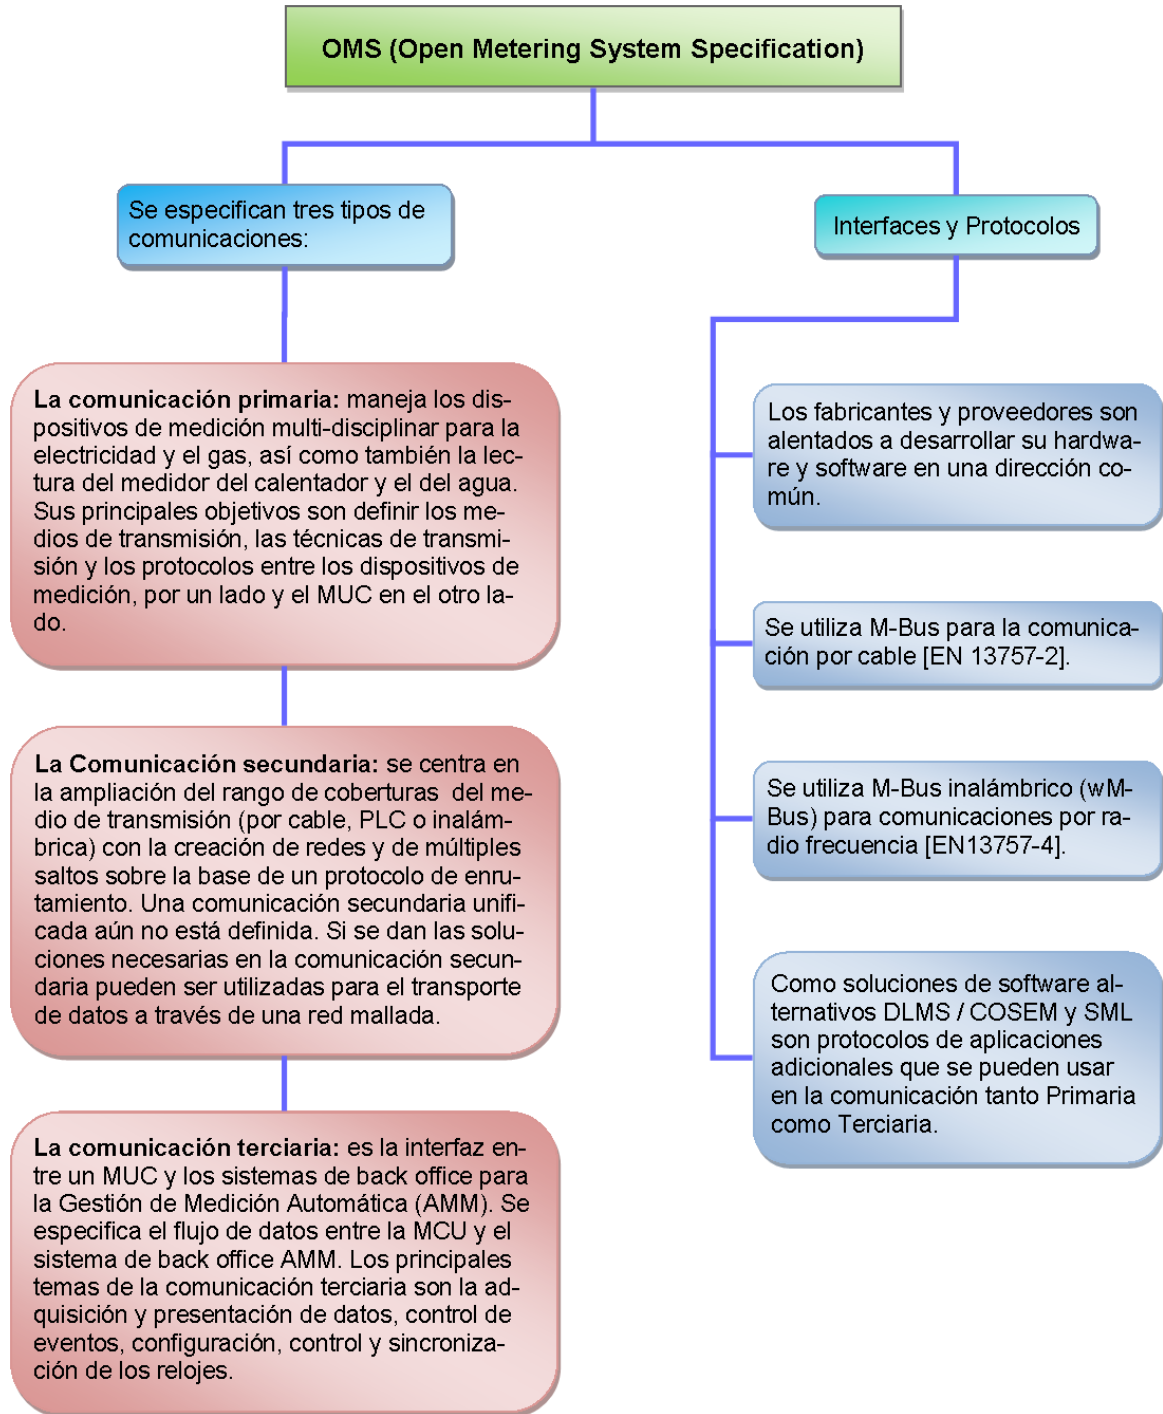 OMS (Open Metering System Specification)
Se especifican tres tipos de
comunicaciones:
La comunicación primaria: maneja los dis-
positivos de medición multi-disciplinar para la
electricidad y el gas, así como también la lec-
tura del medidor del calentador y el del agua.
Sus principales objetivos son definir los me-
dios de transmisión, las técnicas de transmi-
sión y los protocolos entre los dispositivos de
medición, por un lado y el MUC en el otro la-
do.
La Comunicación secundaria: se centra en
la ampliación del rango de coberturas del me-
dio de transmisión (por cable, PLC o inalám-
brica) con la creación de redes y de múltiples
saltos sobre la base de un protocolo de enru-
tamiento. Una comunicación secundaria unifi-
cada aún no está definida. Si se dan las solu-
ciones necesarias en la comunicación secun-
daria pueden ser utilizadas para el transporte
de datos a través de una red mallada.
La comunicación terciaria: es la interfaz en-
tre un MUC y los sistemas de back office para
la Gestión de Medición Automática (AMM). Se
especifica el flujo de datos entre la MCU y el
sistema de back office AMM. Los principales
temas de la comunicación terciaria son la ad-
quisición y presentación de datos, control de
eventos, configuración, control y sincroniza-
ción de los relojes.
Interfaces y Protocolos
Los fabricantes y proveedores son
alentados a desarrollar su hardwa-
re y software en una dirección co-
mún.
Se utiliza M-Bus para la comunica-
ción por cable [EN 13757-2].
Se utiliza M-Bus inalámbrico (wM-
Bus) para comunicaciones por ra-
dio frecuencia [EN13757-4].
Como soluciones de software al-
ternativos DLMS / COSEM y SML
son protocolos de aplicaciones
adicionales que se pueden usar
en la comunicación tanto Primaria
como Terciaria.